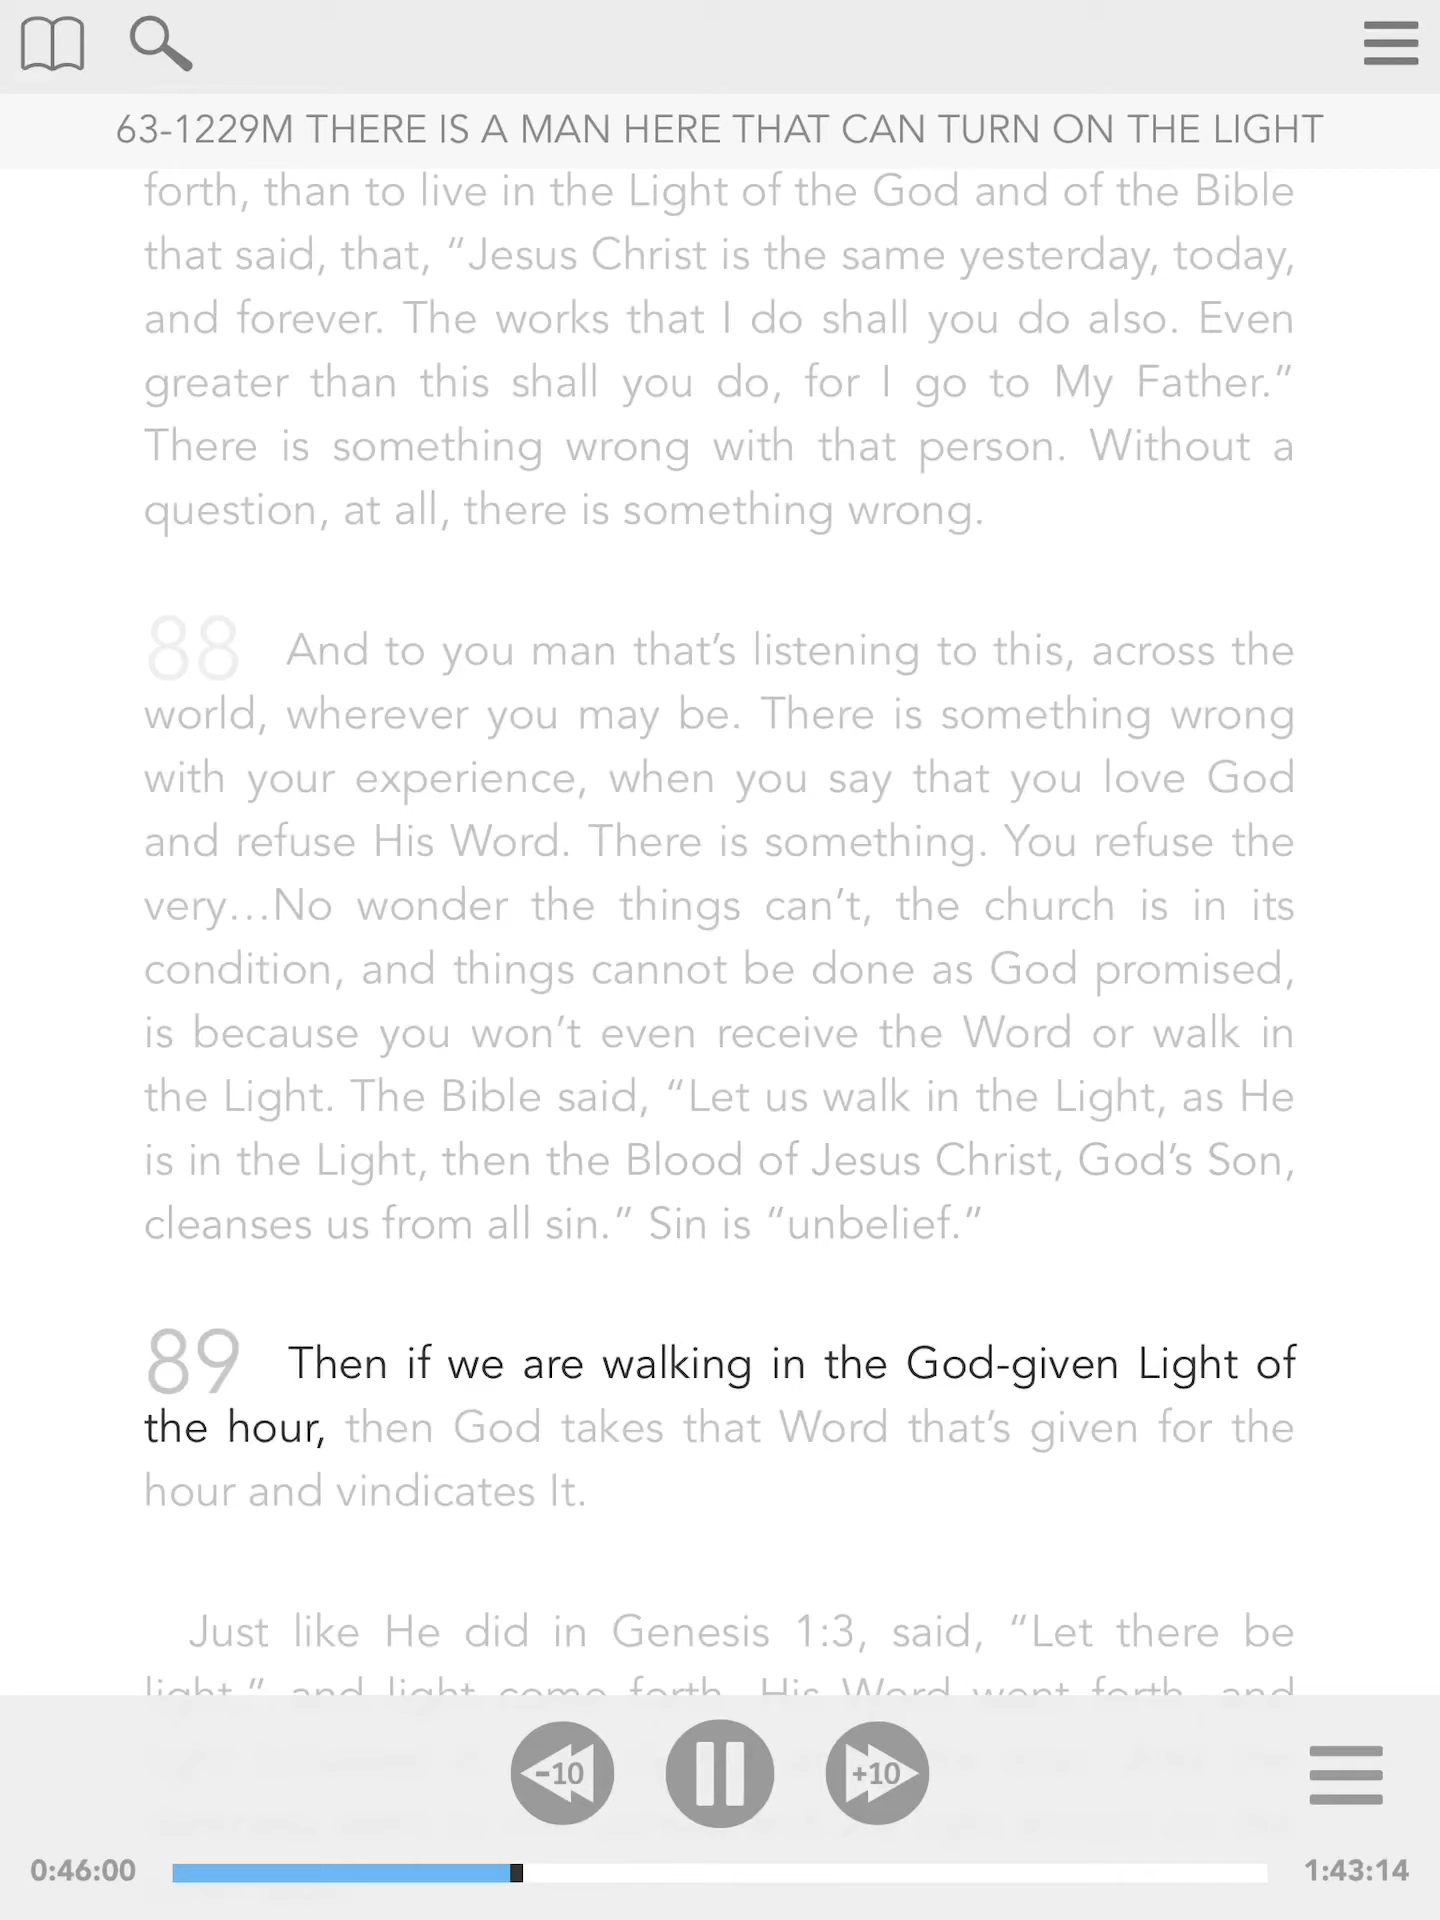 63-1229M THERE IS A MAN HERE THAT CAN TURN ON THE LIGHT
forth, than to live in the Light of the God and of the Bible
that said, that, “Jesus Christ is the same yesterday, today,
and forever. The works that I do shall you do also. Even
greater than this shall you do, for I go to My Father.”
There is something wrong with that person. Without a
question, at all, there is something wrong.
88 And to you man that’s listening to this, across the
world, wherever you may be. There is something wrong
with your experience, when you say that you love God
and refuse His Word. There is something. You refuse the
very…No wonder the things can’t, the church is in its
condition, and things cannot be done as God promised,
is because you won’t even receive the Word or walk in
the Light. The Bible said, “Let us walk in the Light, as He
is in the Light, then the Blood of Jesus Christ, God’s Son,
cleanses us from all sin.” Sin is “unbelief.”
89 Then if we are walking in the God-given Light of
the hour, then God takes that Word that’s given for the
hour and vindicates It.
Just like He did in Genesis 1:3, said, “Let there be
light,” and light come forth. His Word went forth, and
-10 +10
0:46:00 1:43:14